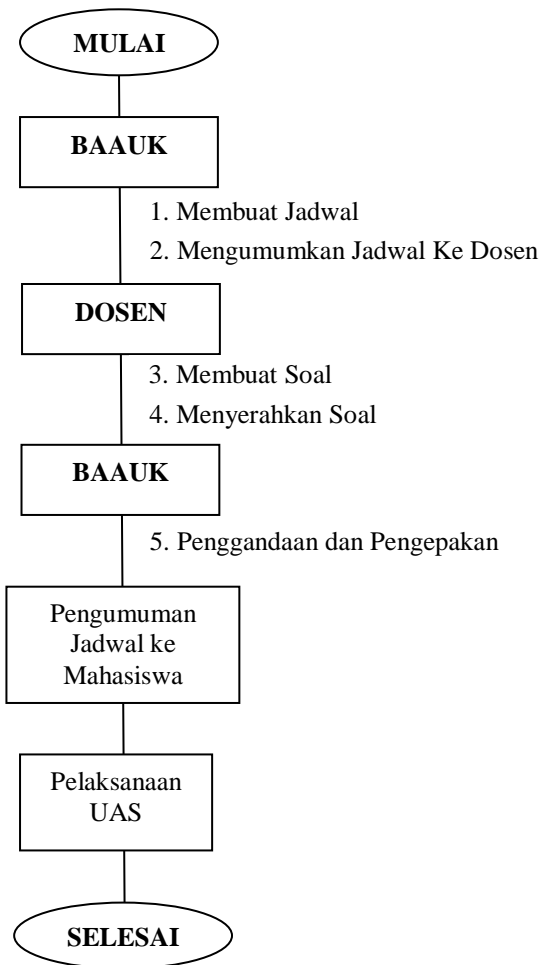 MULAI
BAAUK
1. Membuat Jadwal
2. Mengumumkan Jadwal Ke Dosen
DOSEN
3. Membuat Soal
4. Menyerahkan Soal
BAAUK
5. Penggandaan dan Pengepakan
Pengumuman
Jadwal ke
Mahasiswa
Pelaksanaan
UAS
SELESAI